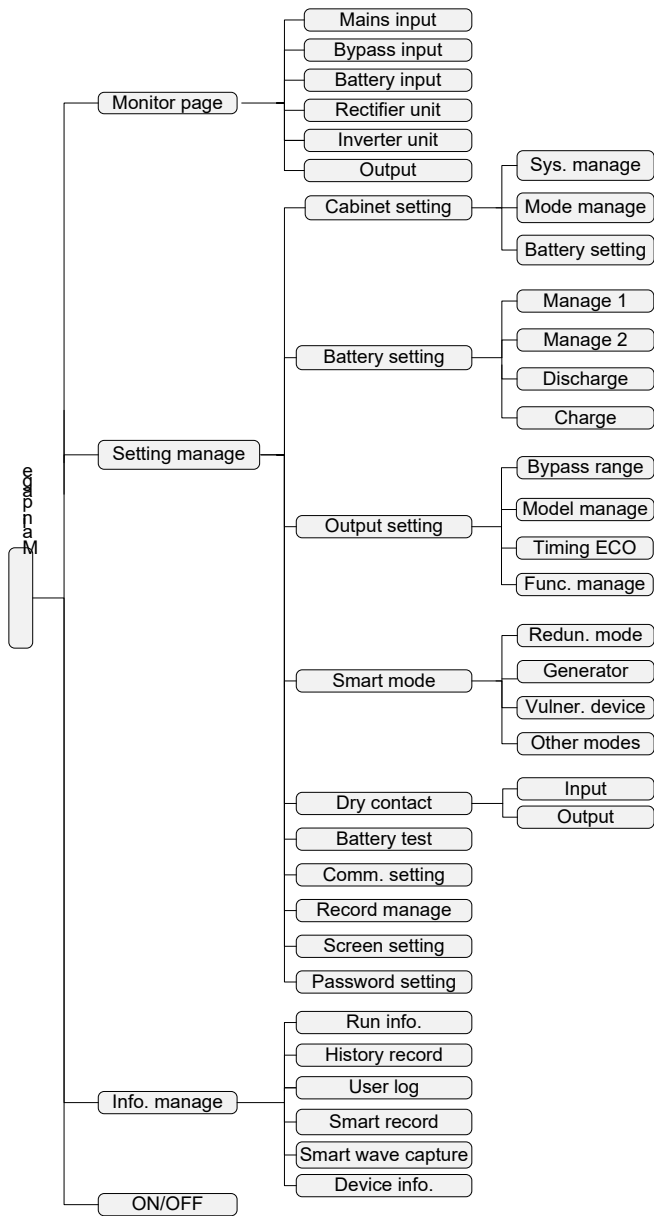 Main page
Monitor page
Mains input
Bypass input
Battery input
Rectifier unit
Inverter unit
Output
Setting manage
Cabinet setting
Sys. manage
Mode manage
Battery setting
Battery setting
Manage 1
Manage 2
Discharge
Charge
Output setting
Bypass range
Model manage
Timing ECO
Func. manage
Smart mode
Redun. mode
Generator
Vulner. device
Other modes
Dry contact
Input
Output
Battery test
Comm. setting
Record manage
Screen setting
Password setting
Info. manage
Run info.
History record
User log
Smart record
Smart wave capture
Device info.
ON/OFF